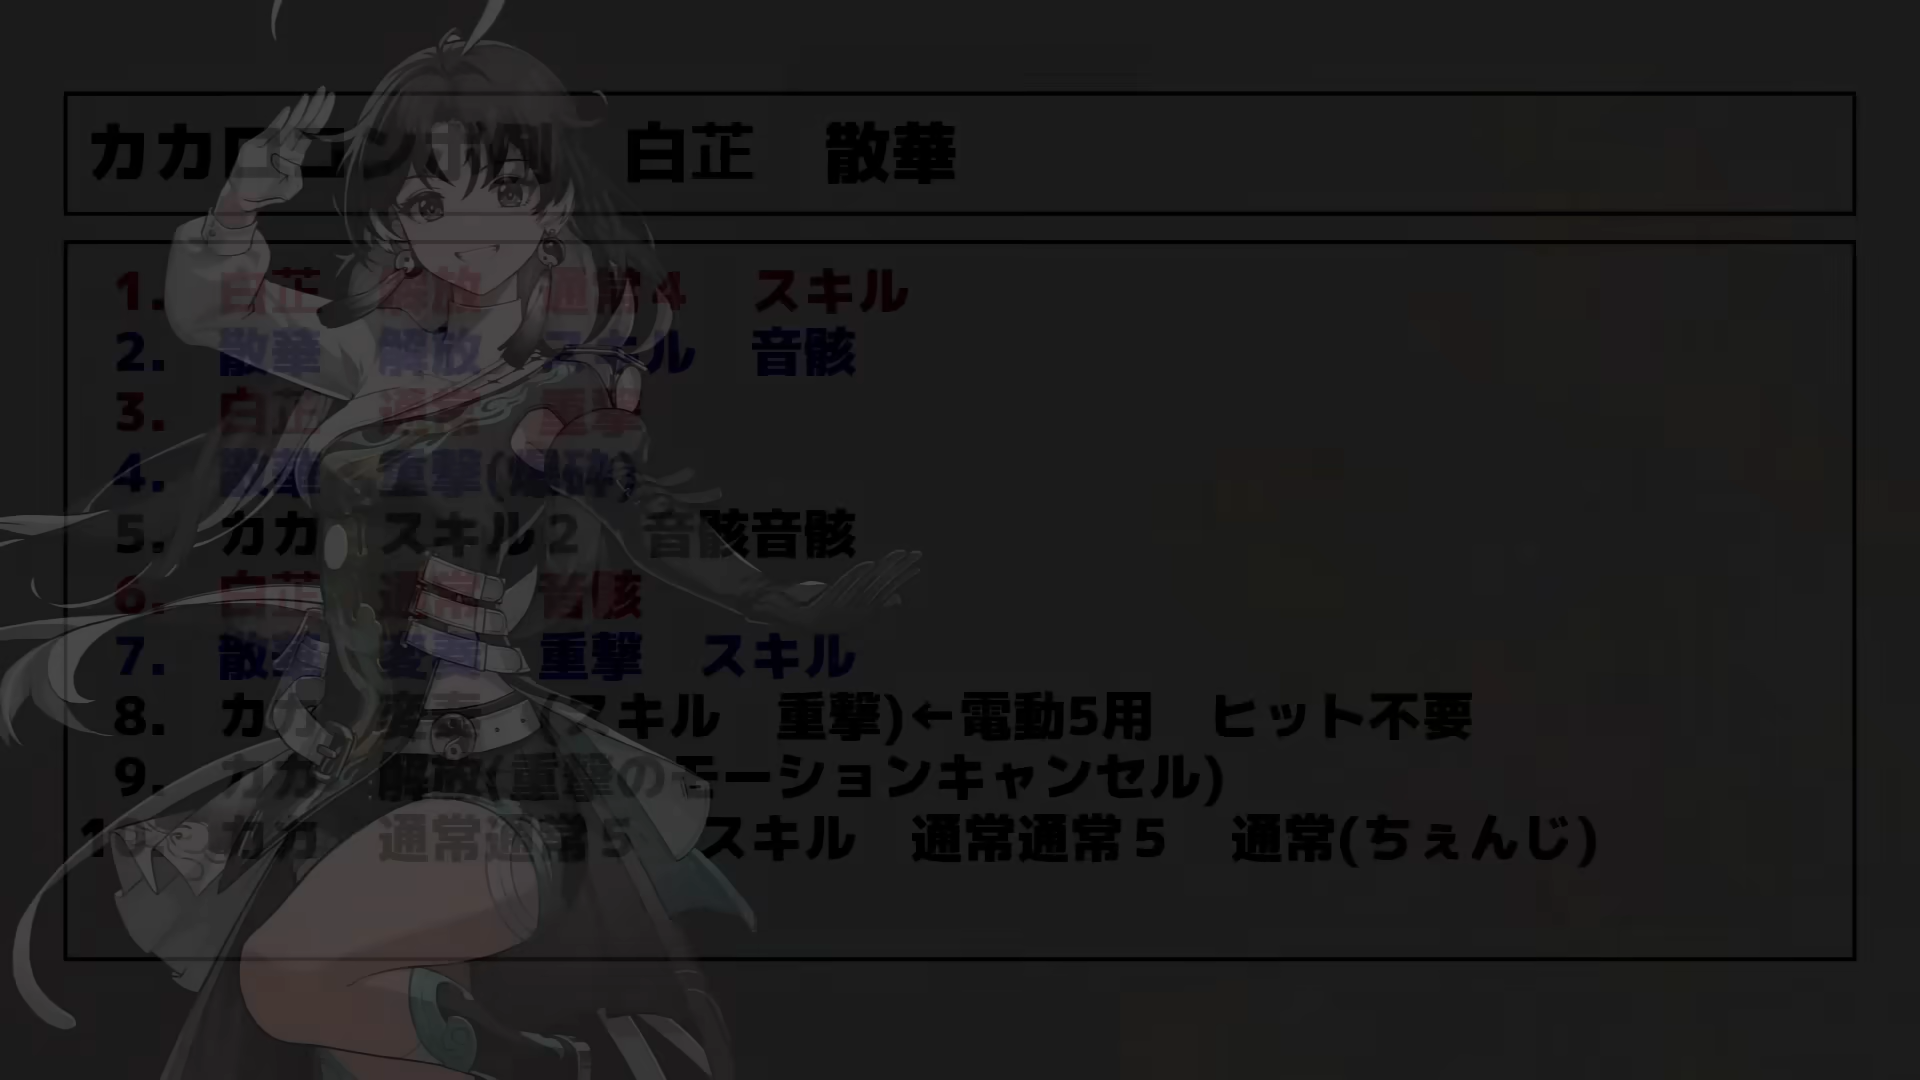 カカロコンボ例　白芷　散華
1.　白芷　解放　通常4　スキル
2.　散華　解放　スキル　音骸
3.　白芷　通常　重撃
4.　散華　重撃(爆砕)
5.　カカ　スキル2　音骸音骸
6.　白芷　通常　音骸
7.　散華　変奏　重撃　スキル
8.　カカ　変奏　(スキル　重撃)←電動5用　ヒット不要
9.　カカ　解放(重撃のモーションキャンセル)
10.　カカ　通常通常5　スキル　通常通常5　通常(ちぇんじ)